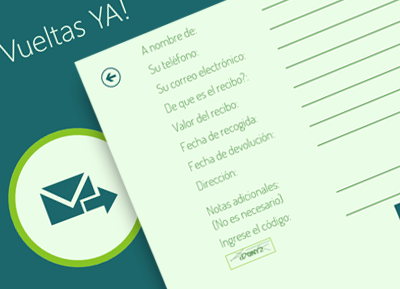 Vueltas YA!
A nombre de:
Su teléfono:
Su correo electrónico:
De que es el recibo?:
Valor del recibo:
Fecha de recogida:
Fecha de devolución:
Dirección:
Notas adicionales:
(No es necesario)
Ingrese el código: